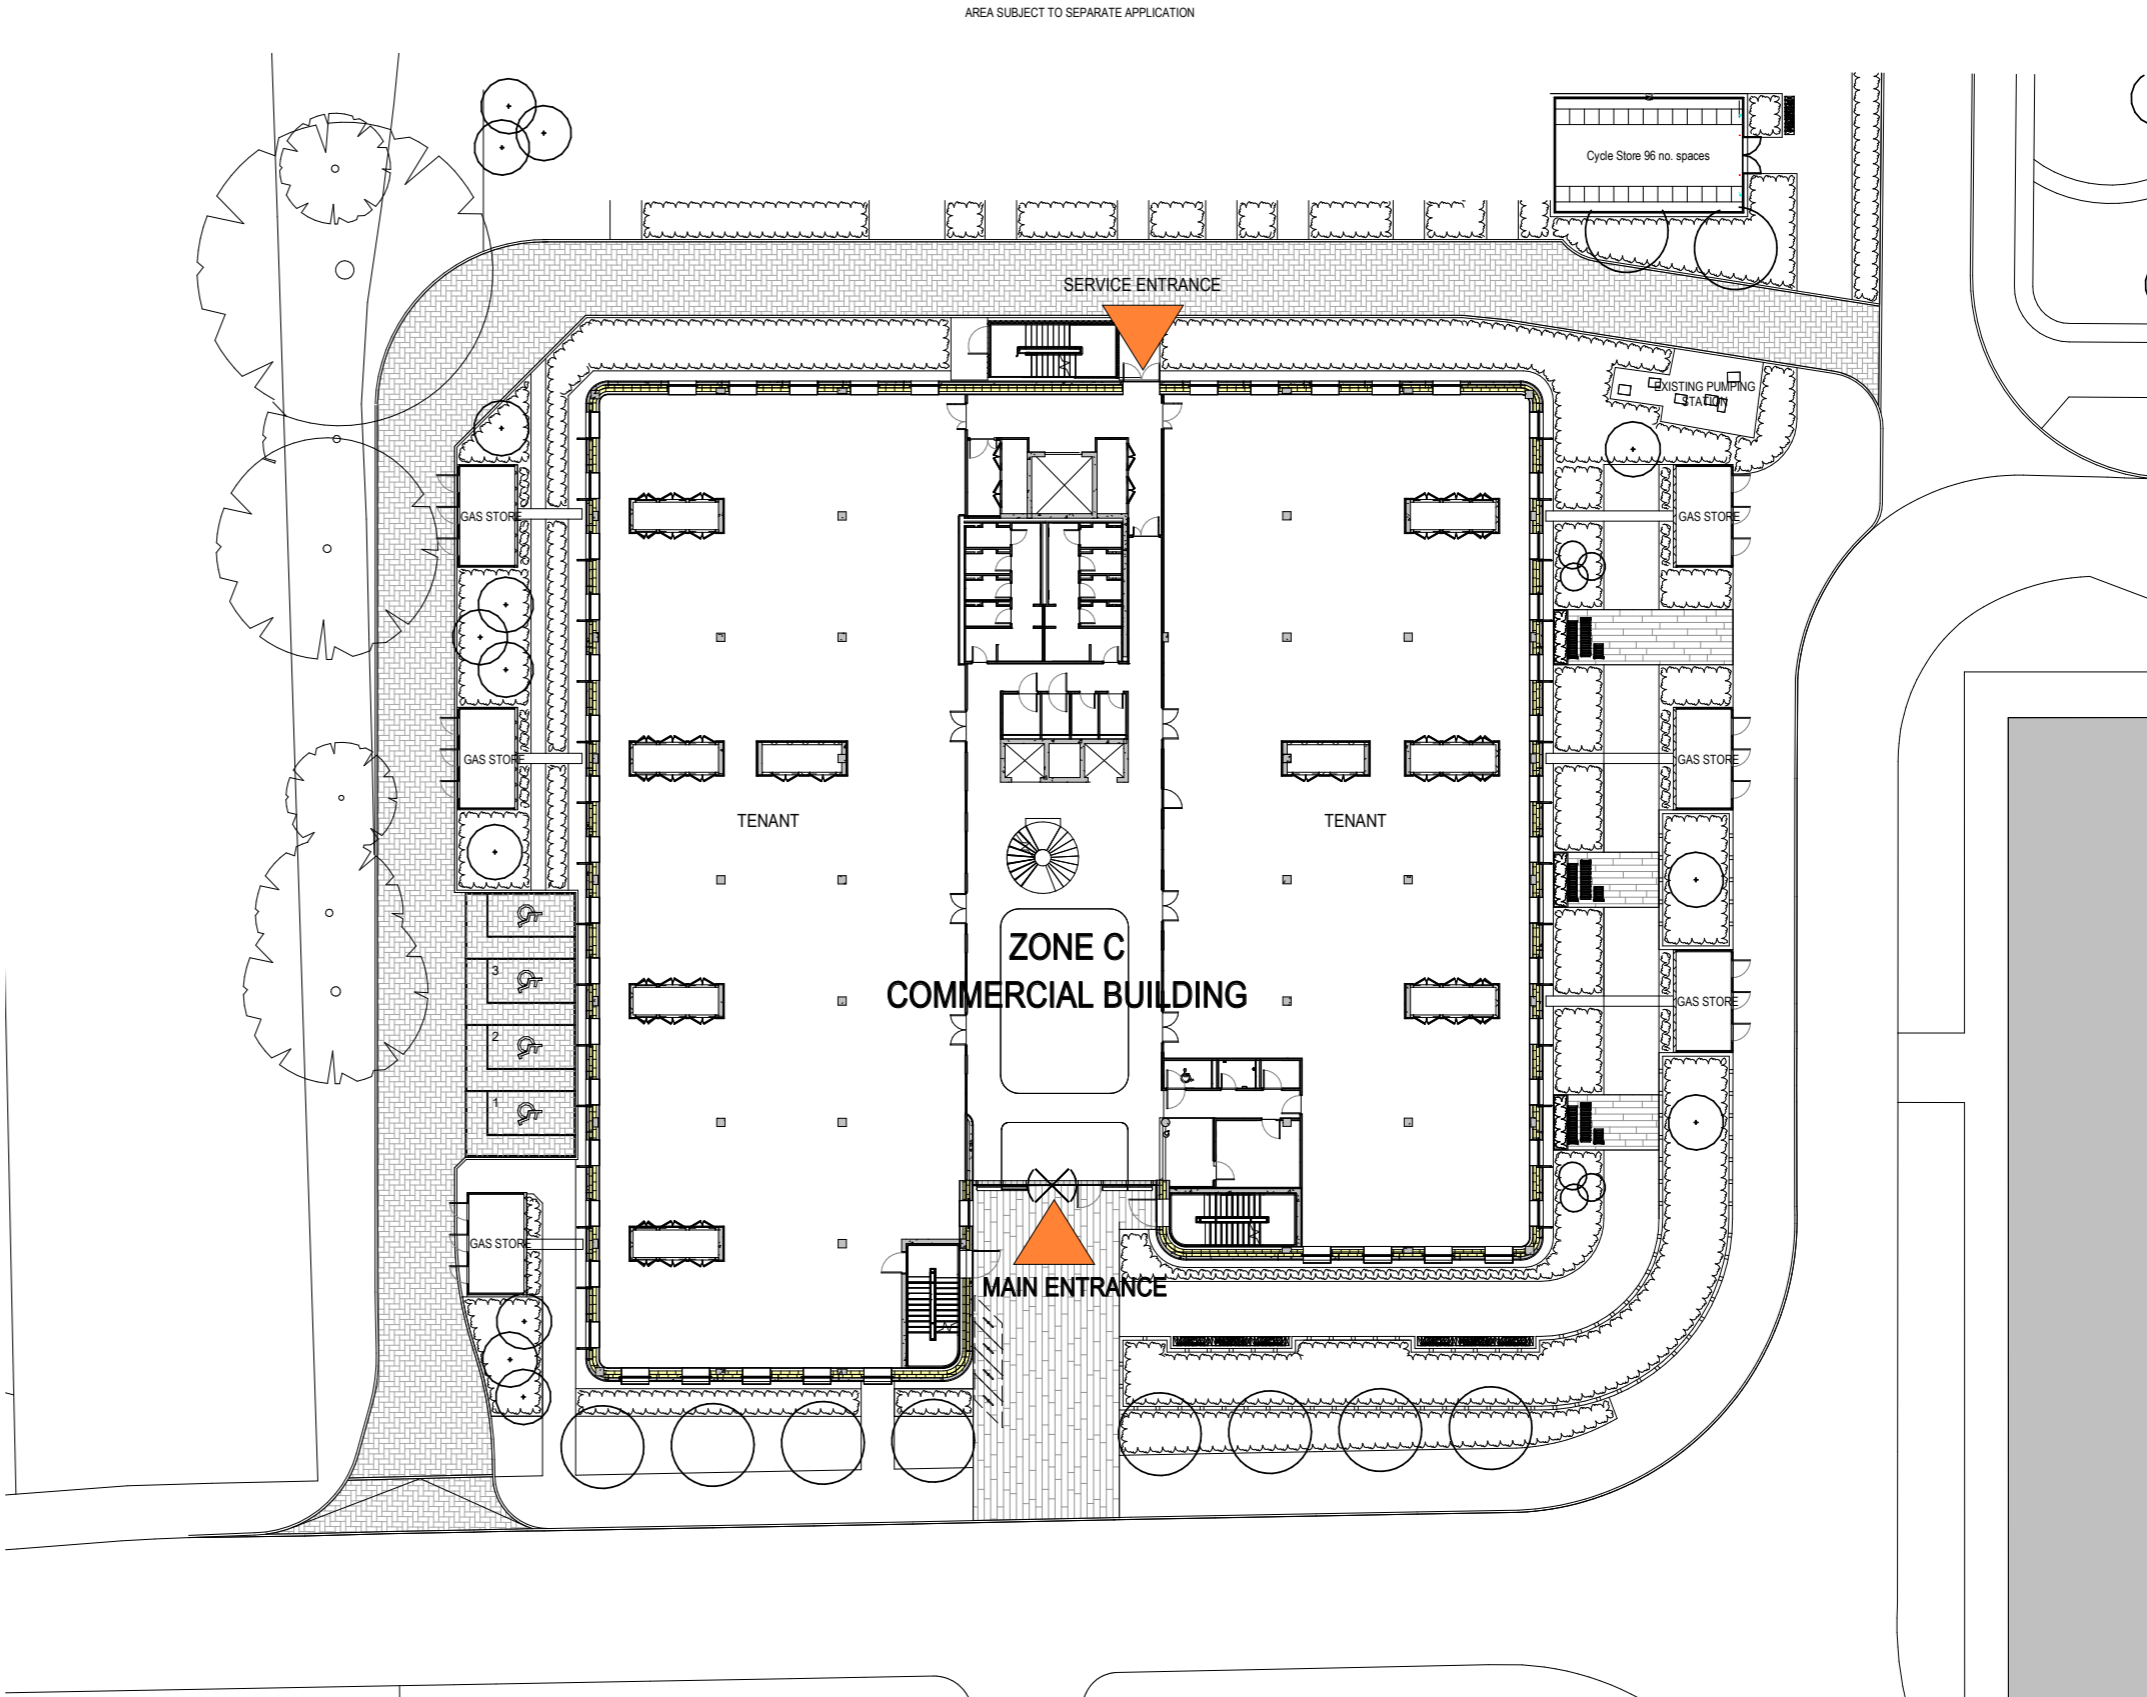 AREA SUBJECT TO SEPARATE APPLICATION
Cycle Store 96 no. spaces
SERVICE ENTRANCE
EXISTING PUMPING
STATION
GAS STORE
GAS STORE
GAS STORE
GAS STORE
TENANT
TENANT
ZONE C
COMMERCIAL BUILDING
3
GAS STORE
2
1
GAS STORE
MAIN ENTRANCE